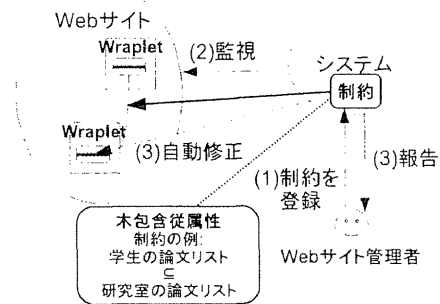 Webサイト
Wraplet
(2)監視
システム
制約
Wraplet
(3)自動修正
(1)制約を
登録
(3)報告
木包含従属性
制約の例:
学生の論文リスト
⊆
研究室の論文リスト
Webサイト管理者